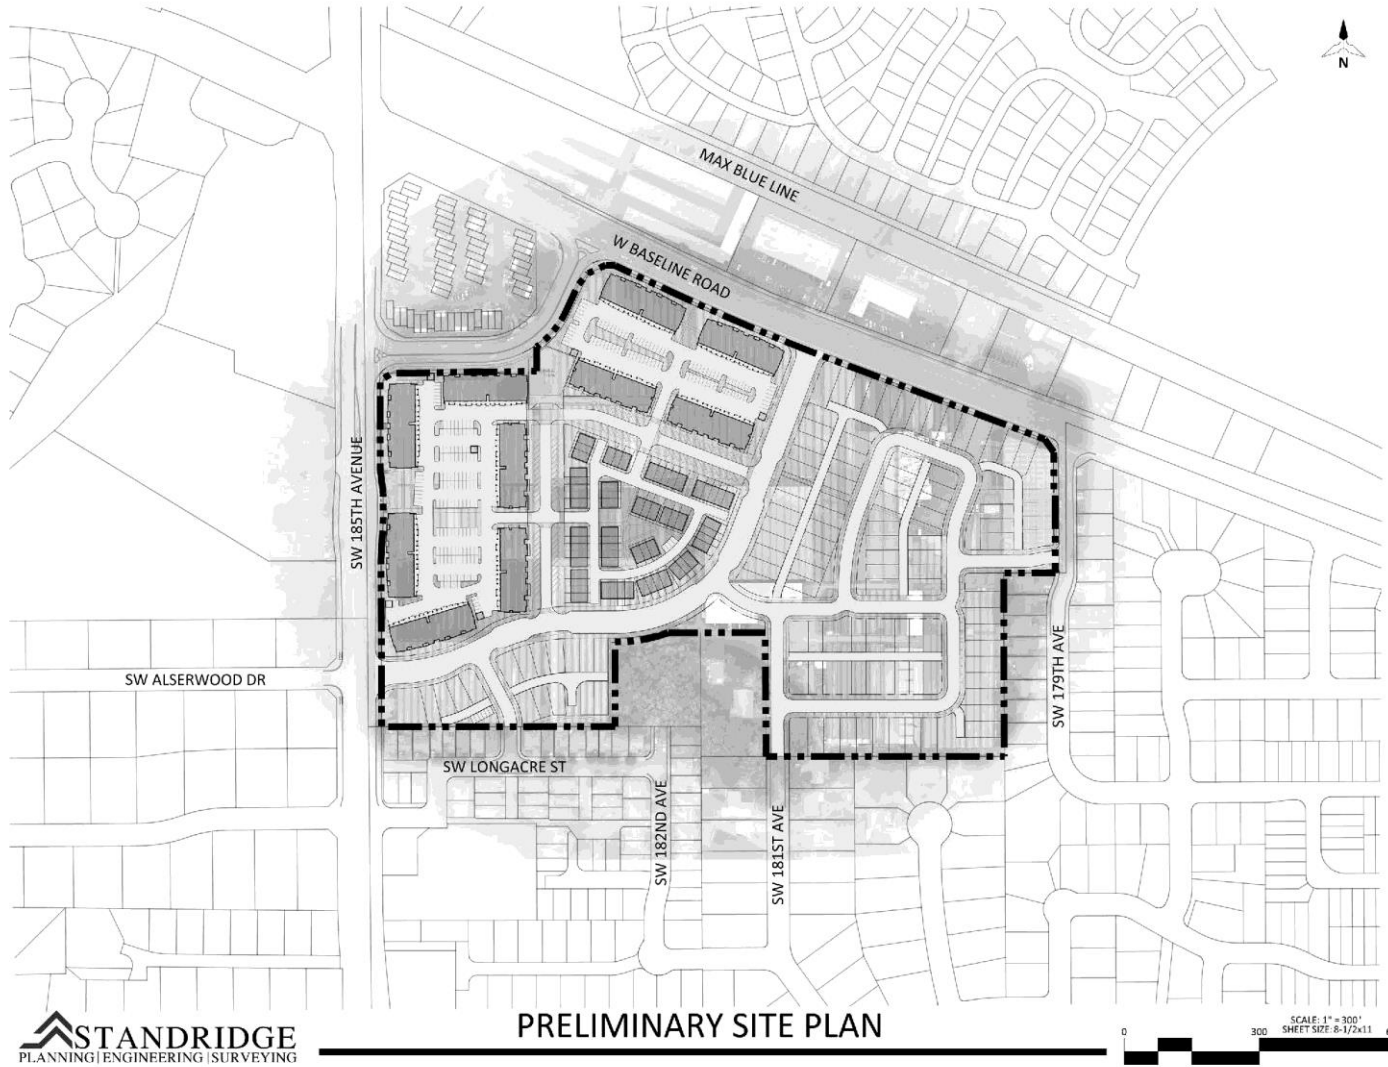 N
MAX BLUE LINE
W BASELINE ROAD
SW 185TH AVENUE
SW ALSERWOOD DR
SW 179TH AVE
SW LONGACRE ST
SW 182ND AVE
SW 181ST AVE
STANDRIDGE
PLANNING|ENGINEERING|SURVEYING
PRELIMINARY SITE PLAN
SCALE: 1" = 300'
SHEET SIZE: 8-1/2x11
0 300